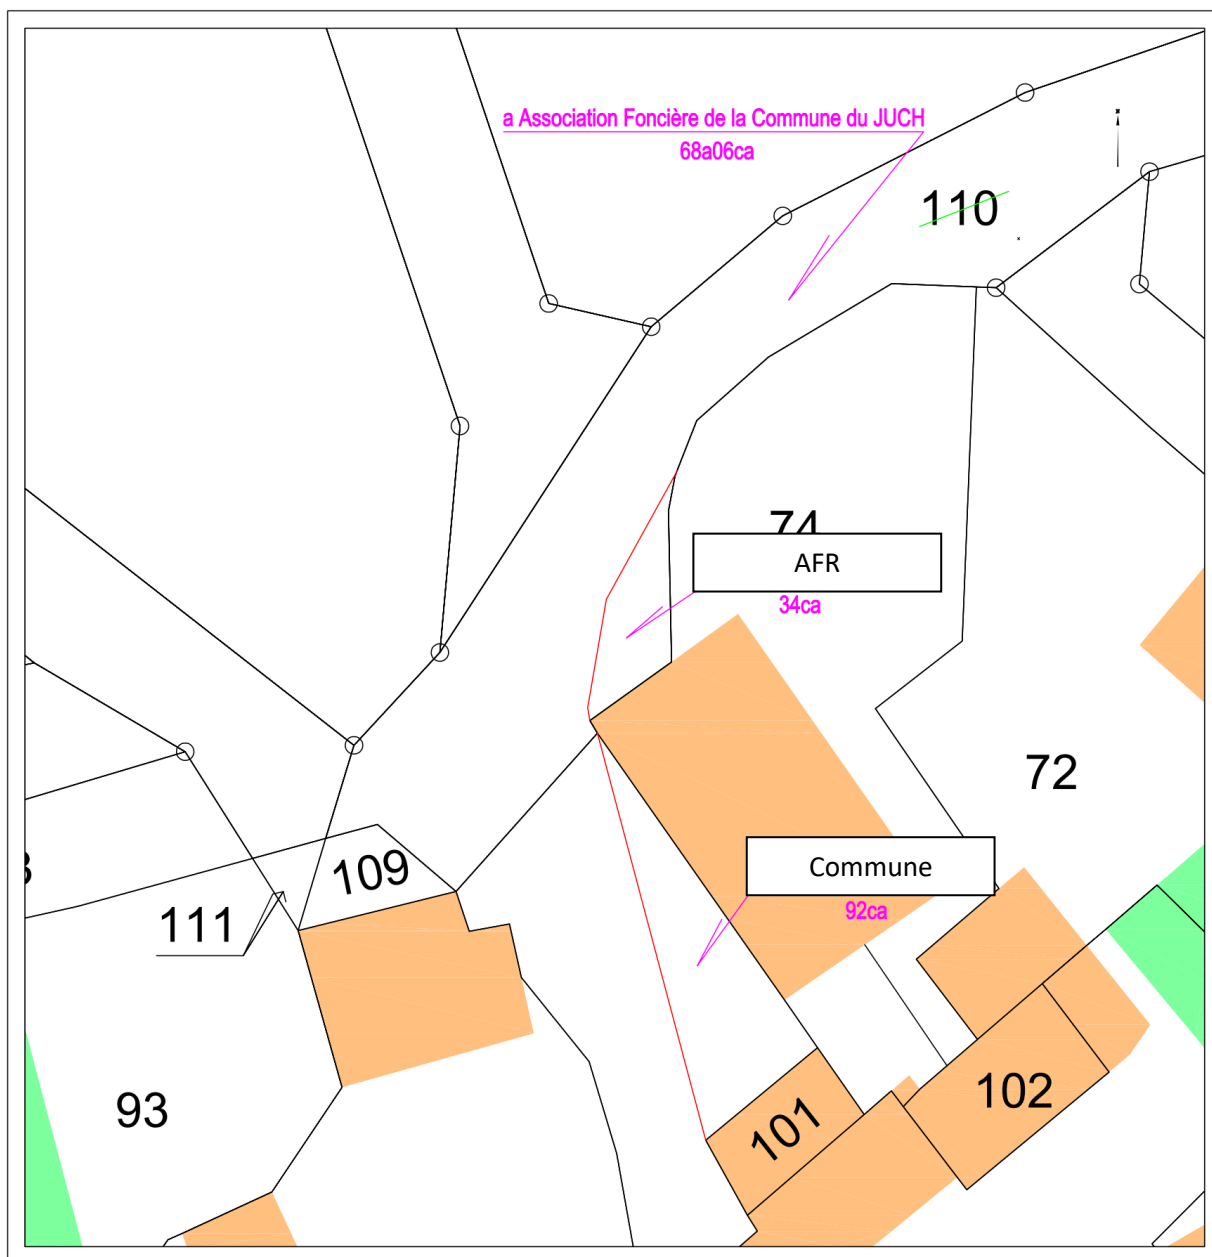 a Association Foncière de la Commune du JUCH
68a06ca
110
74
AFR
34ca
72
Commune
109
92ca
111
93
102
101